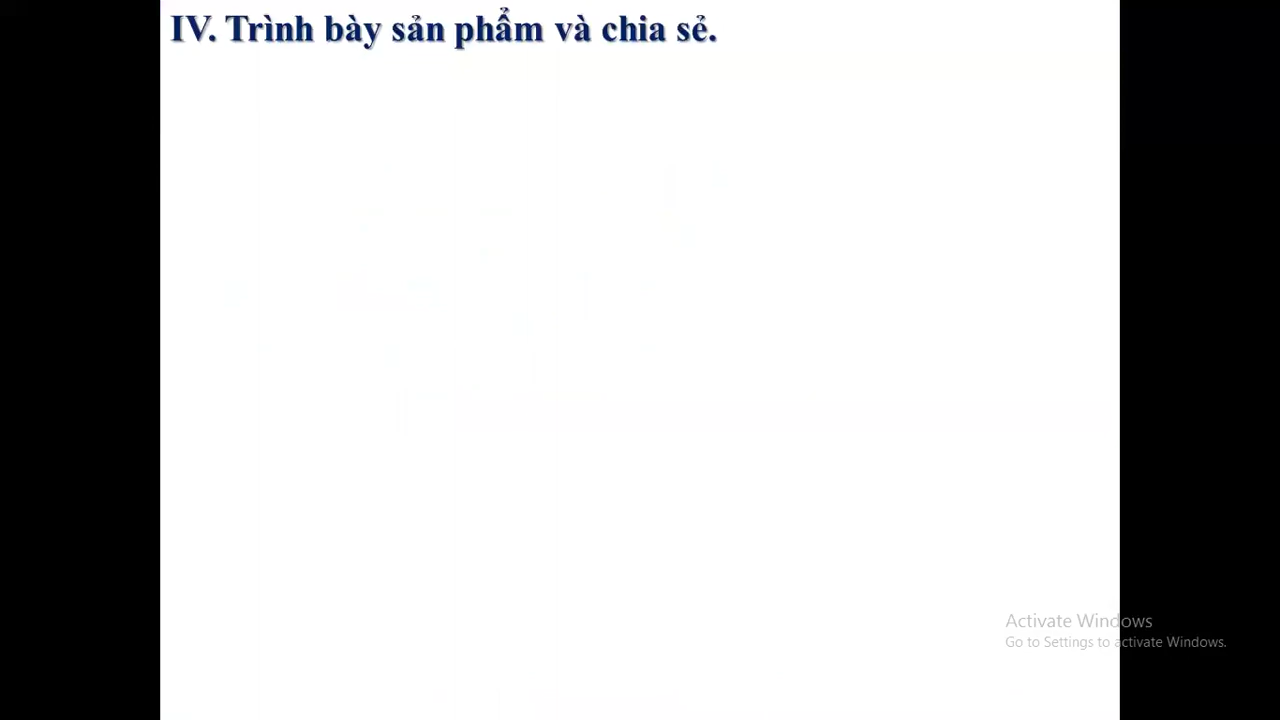 IV. Trình bày sản phẩm và chia sẻ.
Activate Windows
Go to Settings to activate Windows.